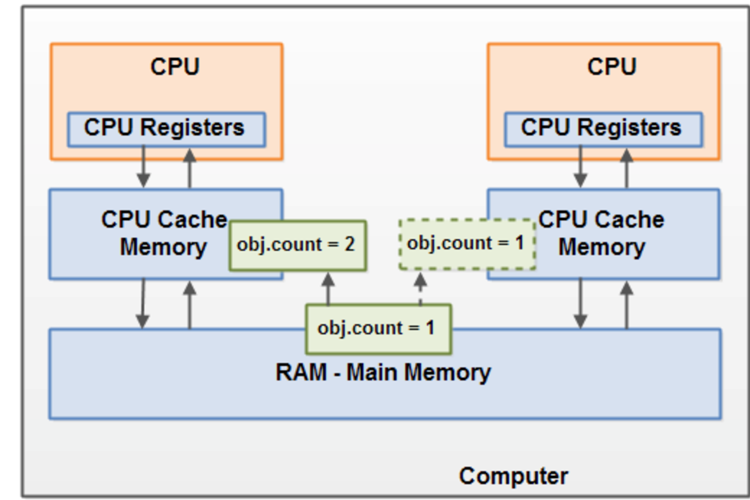 CPU
CPU
CPU Registers
CPU Registers
CPU Cache
Memory
obj.count = 2
obj.count = 1
CPU Cache
Memory
obj.count = 1
RAM - Main Memory
Computer